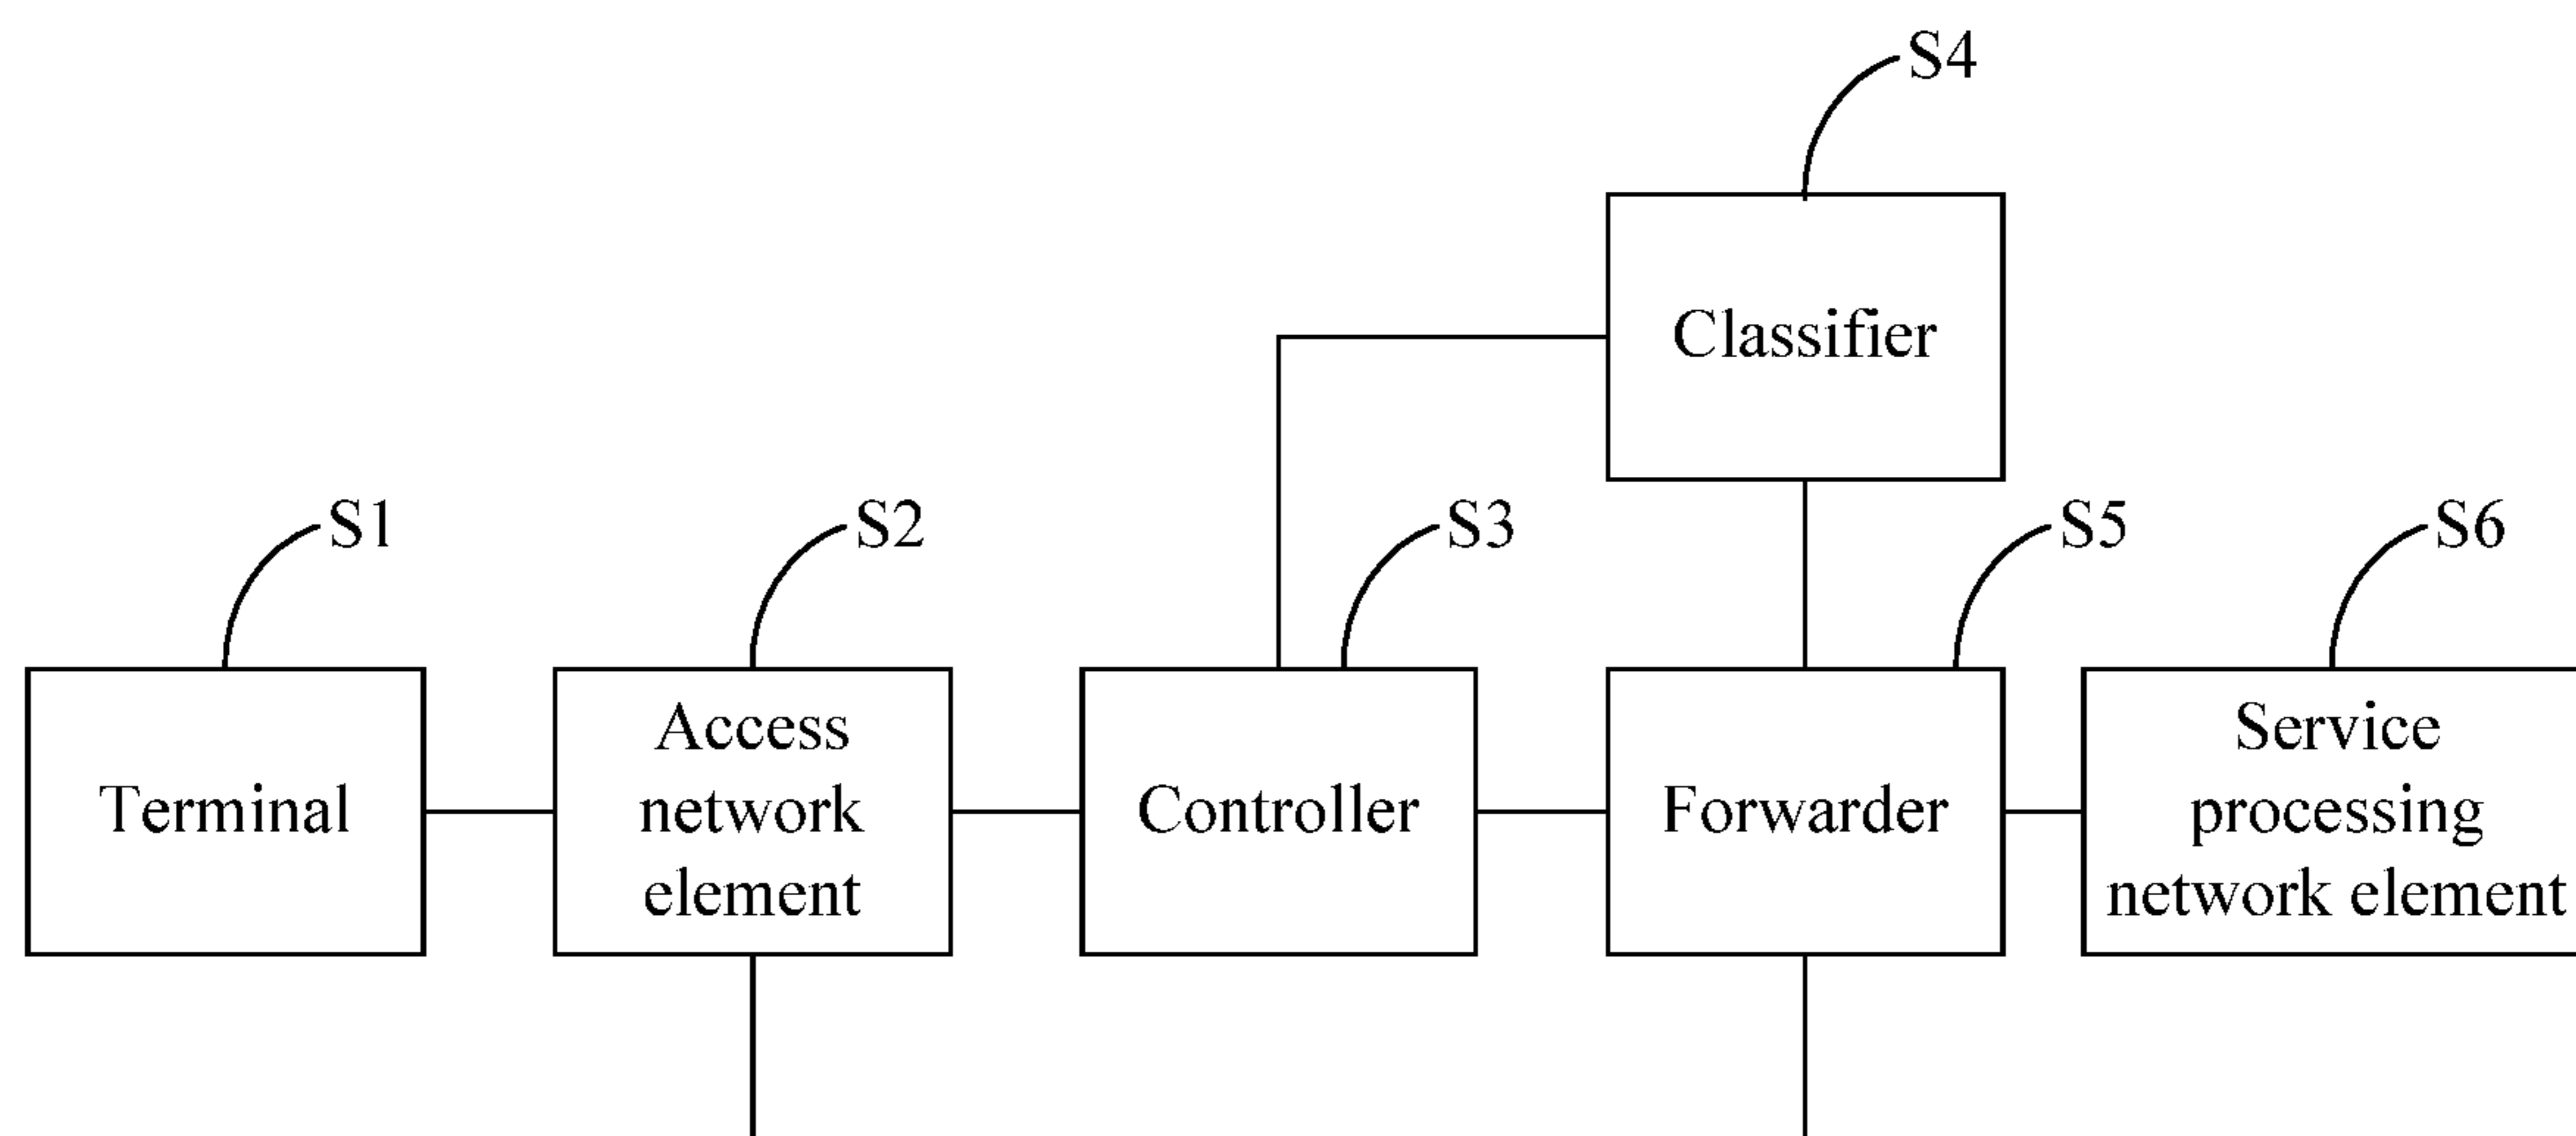 S4
Classifier
S1
S2
S3
S5
S6
Terminal
Access
network
element
Controller
Forwarder
Service
processing
network element